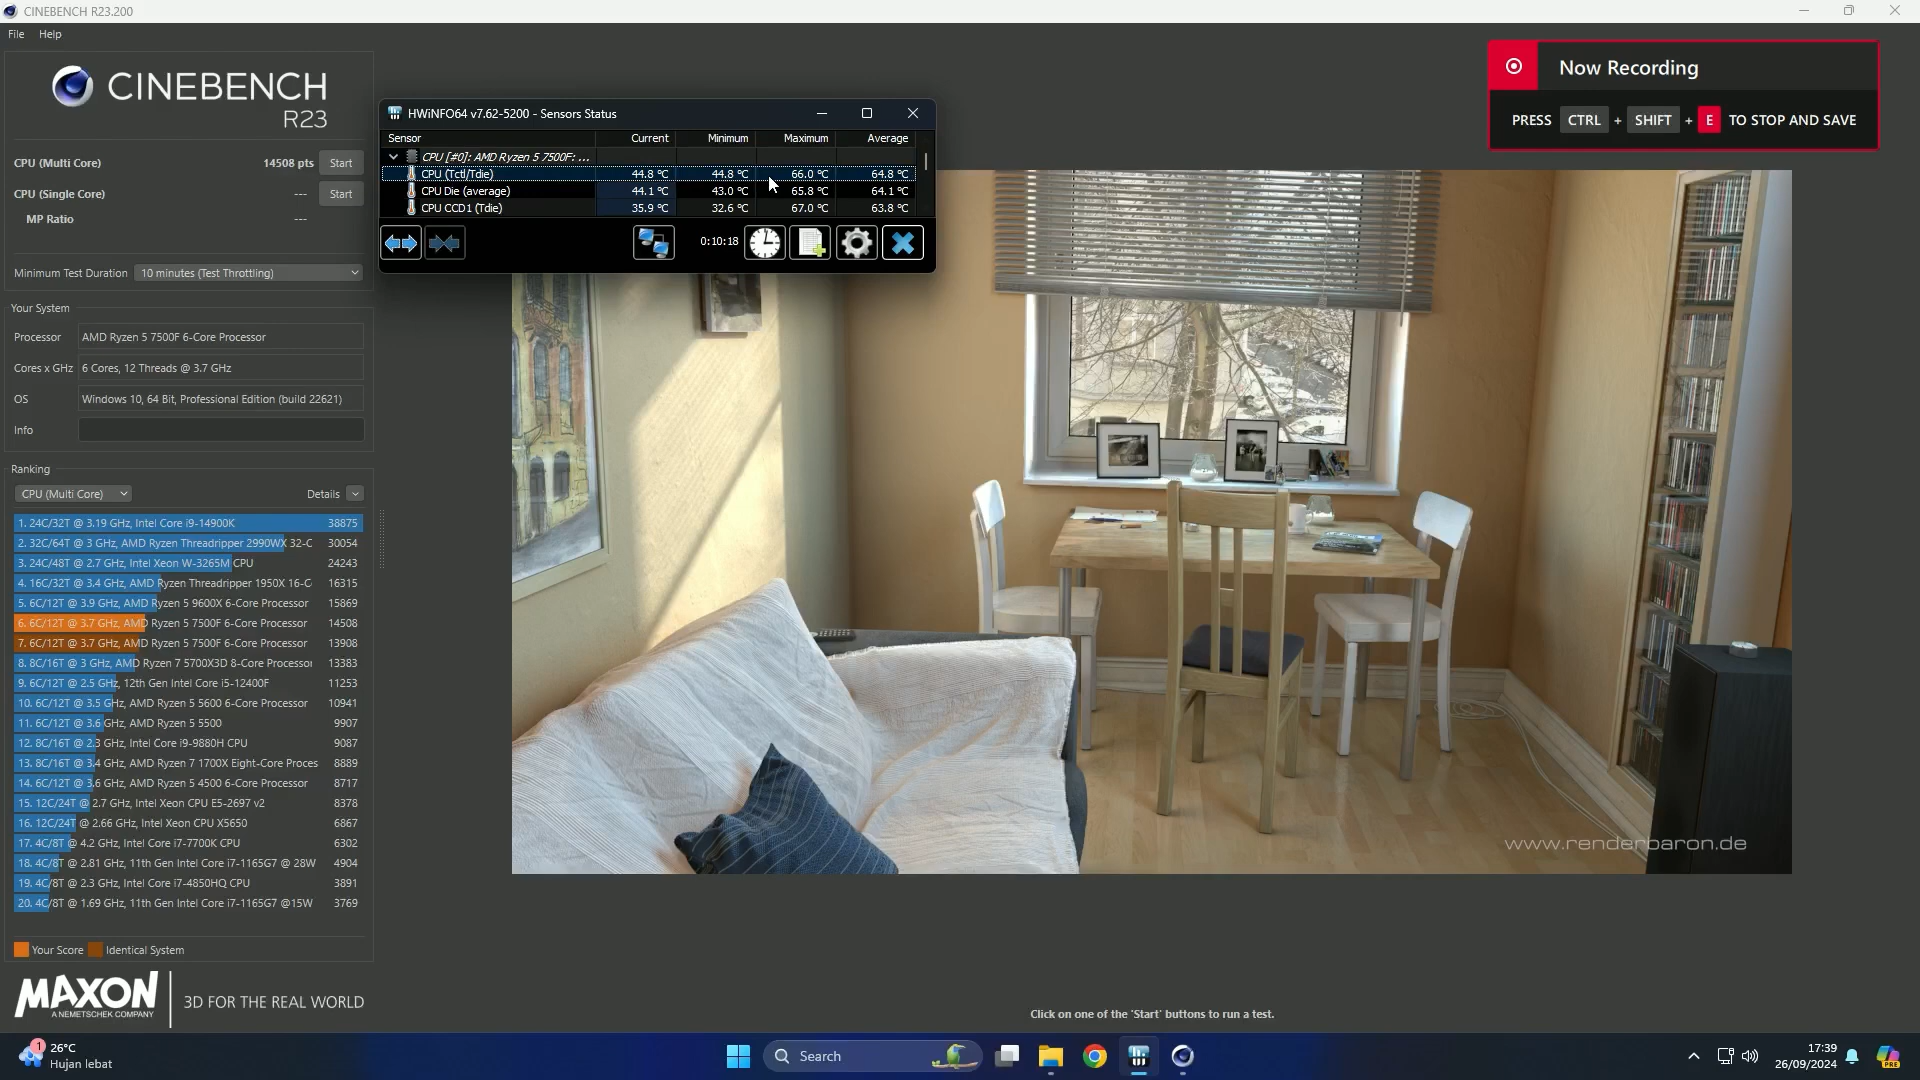 CINEBENCH R23.200
File Help
CINEBENCH
R23
CPU (Multi Core) 14508 pts Start
CPU (Single Core) --- Start
MP Ratio ---
Minimum Test Duration 10 minutes (Test Throttling)
Your System
Processor AMD Ryzen 5 7500F 6-Core Processor
Cores x GHz 6 Cores, 12 Threads @ 3.7 GHz
OS Windows 10, 64 Bit, Professional Edition (build 22621)
Info
Ranking
CPU (Multi Core) Details
1. 24C/32T @ 3.19 GHz, Intel Core i9-14900K 38875
2. 32C/64T @ 3 GHz, AMD Ryzen Threadripper 2990WX 32-C 30054
3. 24C/48T @ 2.7 GHz, Intel Xeon W-3265M CPU 24243
4. 16C/32T @ 3.4 GHz, AMD Ryzen Threadripper 1950X 16-C 16315
5. 6C/12T @ 3.9 GHz, AMD Ryzen 5 9600X 6-Core Processor 15869
6. 6C/12T @ 3.7 GHz, AMD Ryzen 5 7500F 6-Core Processor 14508
7. 6C/12T @ 3.7 GHz, AMD Ryzen 5 7500F 6-Core Processor 13908
8. 8C/16T @ 3 GHz, AMD Ryzen 7 5700X3D 8-Core Processor 13383
9. 6C/12T @ 2.5 GHz, 12th Gen Intel Core i5-12400F 11253
10. 6C/12T @ 3.5 GHz, AMD Ryzen 5 5600 6-Core Processor 10941
11. 6C/12T @ 3.6 GHz, AMD Ryzen 5 5500 9907
12. 8C/16T @ 2.3 GHz, Intel Core i9-9880H CPU 9087
13. 8C/16T @ 3.4 GHz, AMD Ryzen 7 1700X Eight-Core Proces 8889
14. 6C/12T @ 3.6 GHz, AMD Ryzen 5 4500 6-Core Processor 8717
15. 12C/24T @ 2.7 GHz, Intel Xeon CPU E5-2697 v2 8378
16. 12C/24T @ 2.66 GHz, Intel Xeon CPU X5650 6867
17. 4C/8T @ 4.2 GHz, Intel Core i7-7700K CPU 6302
18. 4C/8T @ 2.81 GHz, 11th Gen Intel Core i7-1165G7 @ 28W 4904
19. 4C/8T @ 2.3 GHz, Intel Core i7-4850HQ CPU 3891
20. 4C/8T @ 1.69 GHz, 11th Gen Intel Core i7-1165G7 @15W 3769
Your Score Identical System
MAXON
A NEMETSCHEK COMPANY
3D FOR THE REAL WORLD
HWiNFO64 v7.62-5200 - Sensors Status
Sensor Current Minimum Maximum Average
CPU [#0]: AMD Ryzen 5 7500F: ...
CPU (Tctl/Tdie) 44.8 °C 44.8 °C 66.0 °C 64.8 °C
CPU Die (average) 44.1 °C 43.0 °C 65.8 °C 64.1 °C
CPU CCD1 (Tdie) 35.9 °C 32.6 °C 67.0 °C 63.8 °C
0:10:18
Now Recording
PRESS CTRL + SHIFT + E TO STOP AND SAVE
www.renderbaron.de
Click on one of the 'Start' buttons to run a test.
1
26°C
Hujan lebat
Search
17:39
26/09/2024
PRE